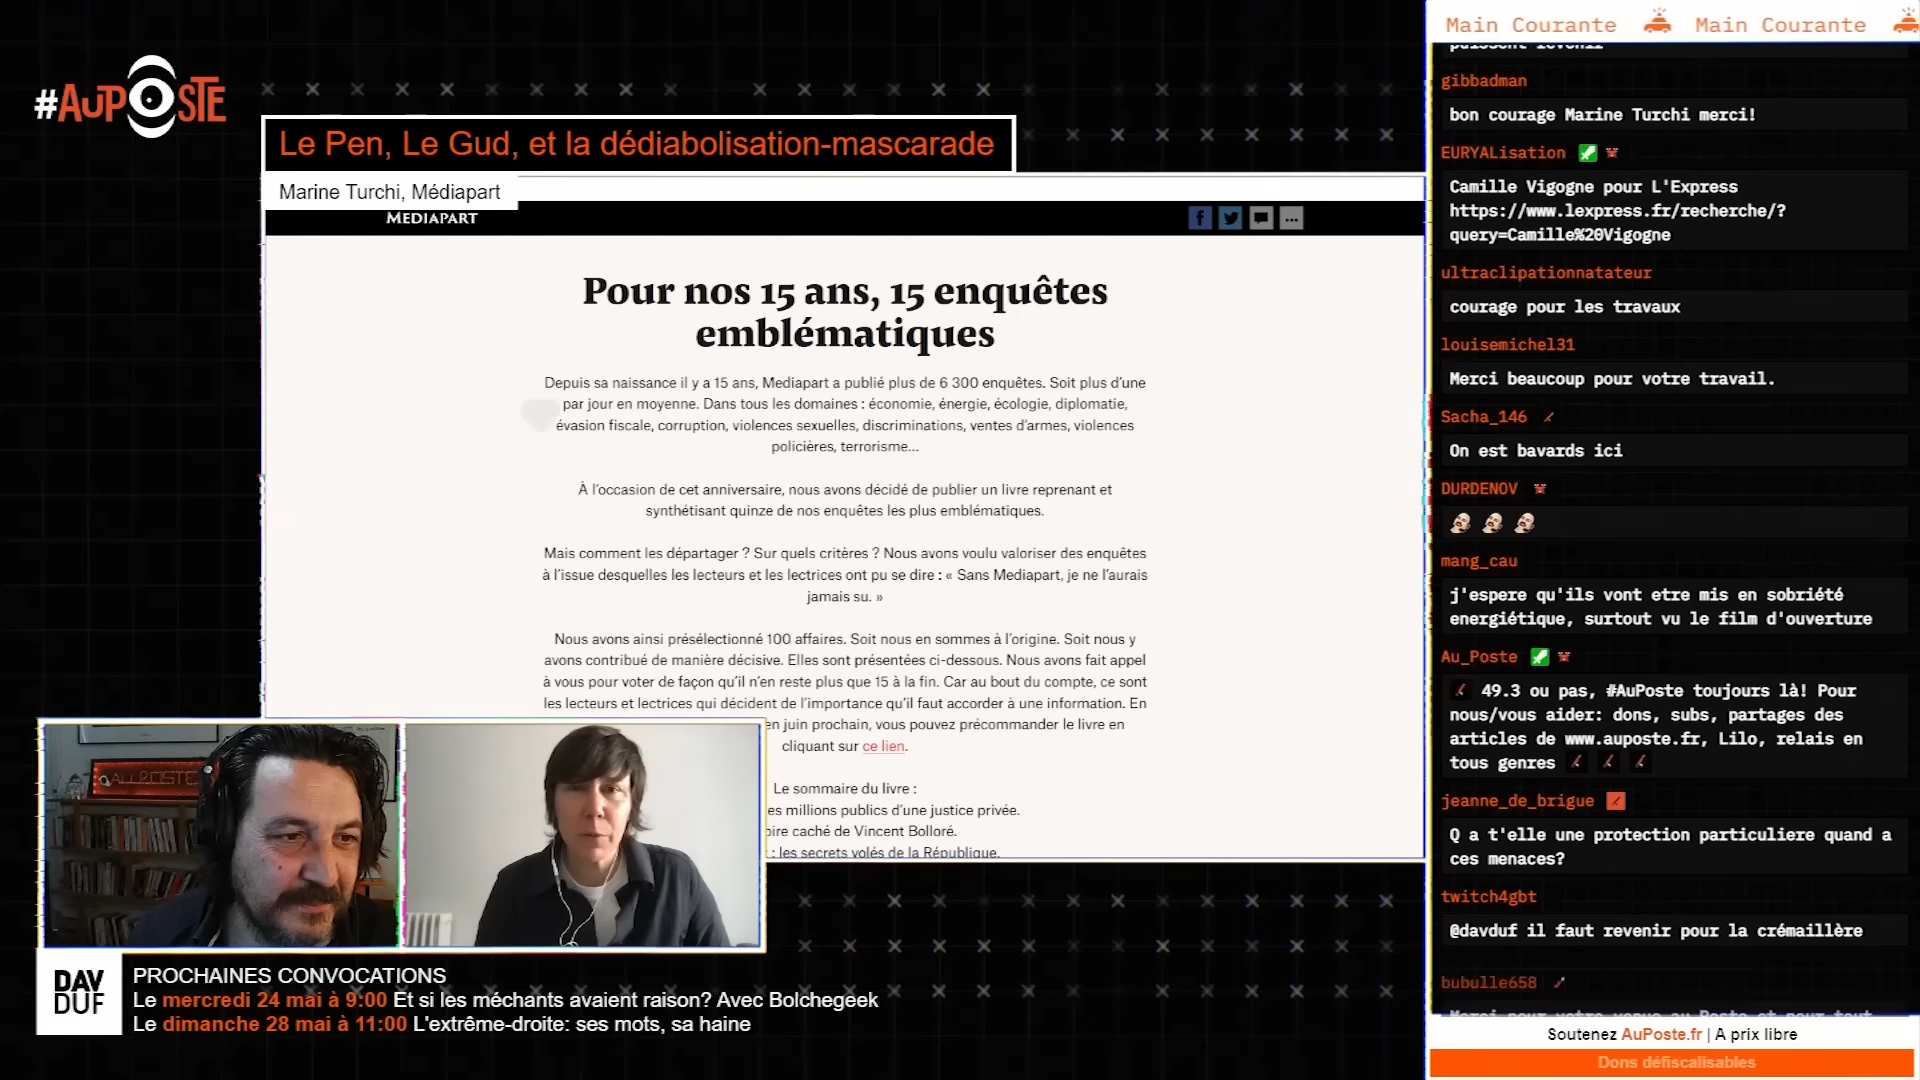 #AuPOSTE
Le Pen, Le Gud, et la dédiabolisation-mascarade
Marine Turchi, Médiapart
MEDIAPART
Pour nos 15 ans, 15 enquêtes
emblématiques
Depuis sa naissance il y a 15 ans, Mediapart a publié plus de 6 300 enquêtes. Soit plus d'une
par jour en moyenne. Dans tous les domaines : économie, énergie, écologie, diplomatie,
évasion fiscale, corruption, violences sexuelles, discriminations, ventes d'armes, violences
policières, terrorisme...
À l'occasion de cet anniversaire, nous avons décidé de publier un livre reprenant et
synthétisant quinze de nos enquêtes les plus emblématiques.
Mais comment les départager ? Sur quels critères ? Nous avons voulu valoriser des enquêtes
à l'issue desquelles les lecteurs et les lectrices ont pu se dire : « Sans Mediapart, je ne l'aurais
jamais su. »
Nous avons ainsi présélectionné 100 affaires. Soit nous en sommes à l'origine. Soit nous y
avons contribué de manière décisive. Elles sont présentées ci-dessous. Nous avons fait appel
à vous pour voter de façon qu'il n'en reste plus que 15 à la fin. Car au bout du compte, ce sont
les lecteurs et lectrices qui décident de l'importance qu'il faut accorder à une information. En
en juin prochain, vous pouvez précommander le livre en
cliquant sur ce lien.
Le sommaire du livre :
es millions publics d'une justice privée.
oire caché de Vincent Bolloré.
: les secrets volés de la République.
AU POSTE
DAV
DUF
PROCHAINES CONVOCATIONS
Le mercredi 24 mai à 9:00 Et si les méchants avaient raison? Avec Bolchegeek
Le dimanche 28 mai à 11:00 L'extrême-droite: ses mots, sa haine
Main Courante Main Courante
puissent revenir
gibbadman
bon courage Marine Turchi merci!
EURYALisation
Camille Vigogne pour L'Express
https://www.lexpress.fr/recherche/?
query=Camille%20Vigogne
ultraclipationnatateur
courage pour les travaux
louisemichel31
Merci beaucoup pour votre travail.
Sacha_146
On est bavards ici
DURDENOV
mang_cau
j'espere qu'ils vont etre mis en sobriété
energiétique, surtout vu le film d'ouverture
Au_Poste
49.3 ou pas, #AuPoste toujours là! Pour
nous/vous aider: dons, subs, partages des
articles de www.auposte.fr, Lilo, relais en
tous genres
jeanne_de_brigue
Q a t'elle une protection particuliere quand a
ces menaces?
twitch4gbt
@davduf il faut revenir pour la crémaillère
bubulle658
Merci pour votre venue au Poste et pour tout
Soutenez AuPoste.fr | A prix libre
Dons défiscalisables